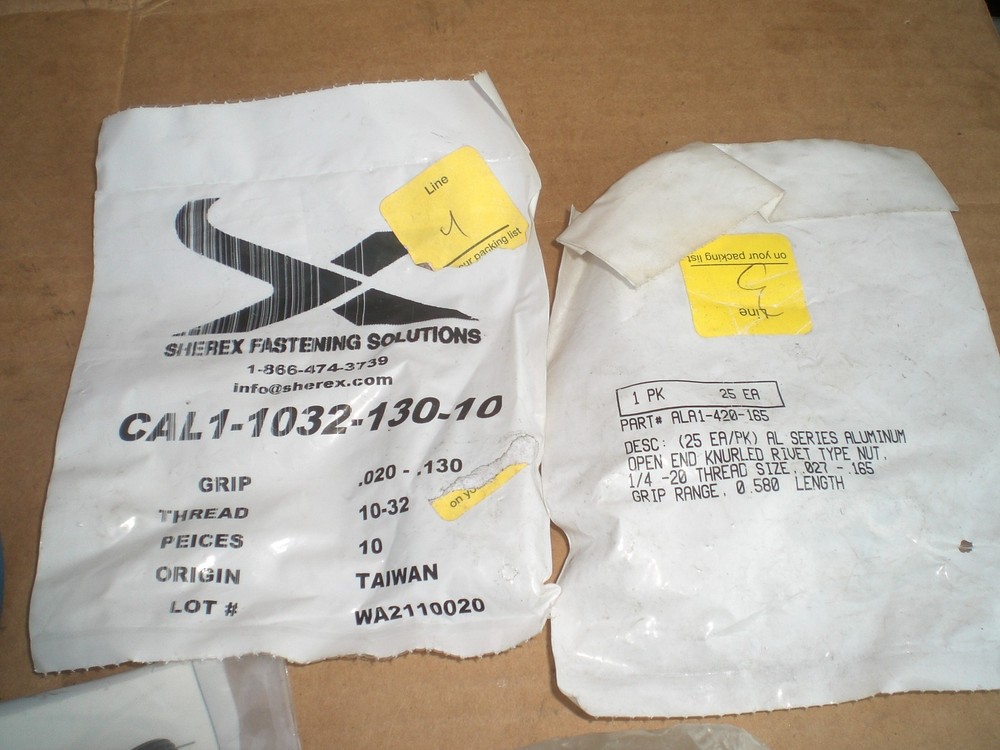 Line
1
ur packing list
SHEREX FASTENING SOLUTIONS
1-866-474-3739
info@sherex.com
CAL1-1032-130-10
GRIP .020 - .130
THREAD 10-32
PEICES 10
ORIGIN TAIWAN
LOT # WA2110020
on yo
on your packing list
Line
1 PK 25 EA
PART# ALA1-420-165
DESC: (25 EA/PK) AL SERIES ALUMINUM
OPEN END KNURLED RIVET TYPE NUT.
1/4 -20 THREAD SIZE. .027 - .165
GRIP RANGE. 0.580 LENGTH